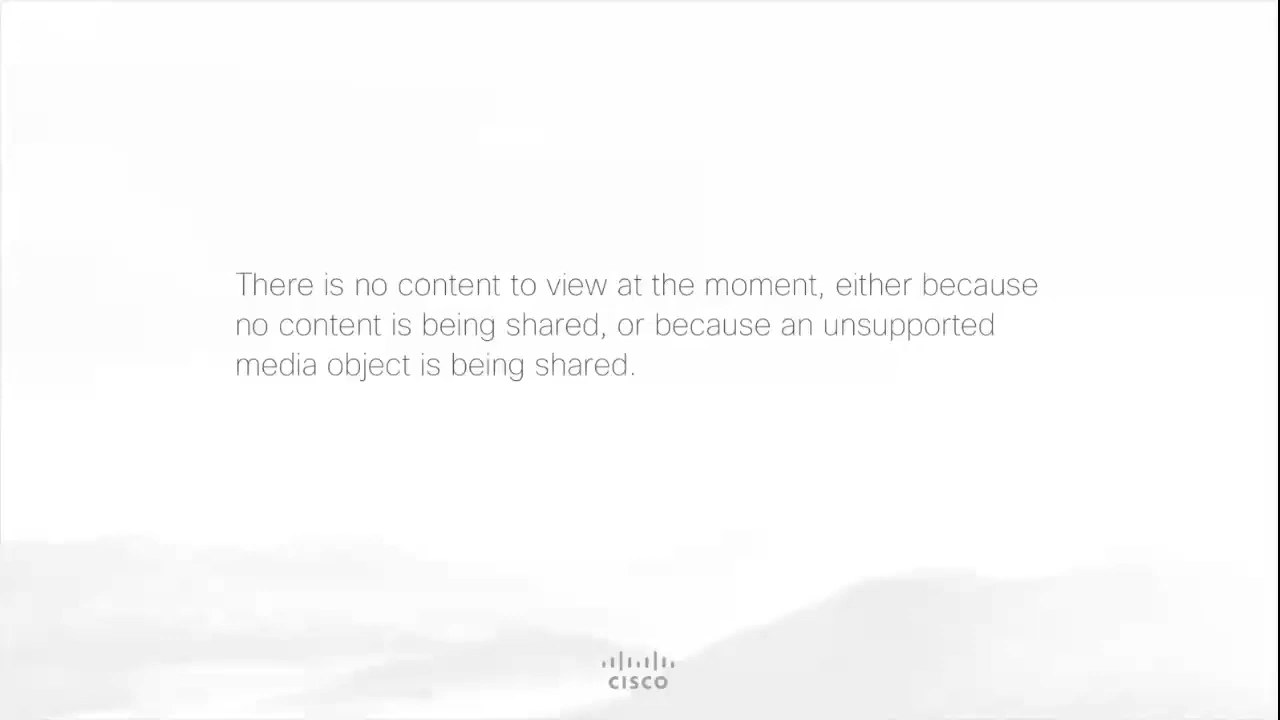 There is no content to view at the moment, either because
no content is being shared, or because an unsupported
media object is being shared.
CISCO